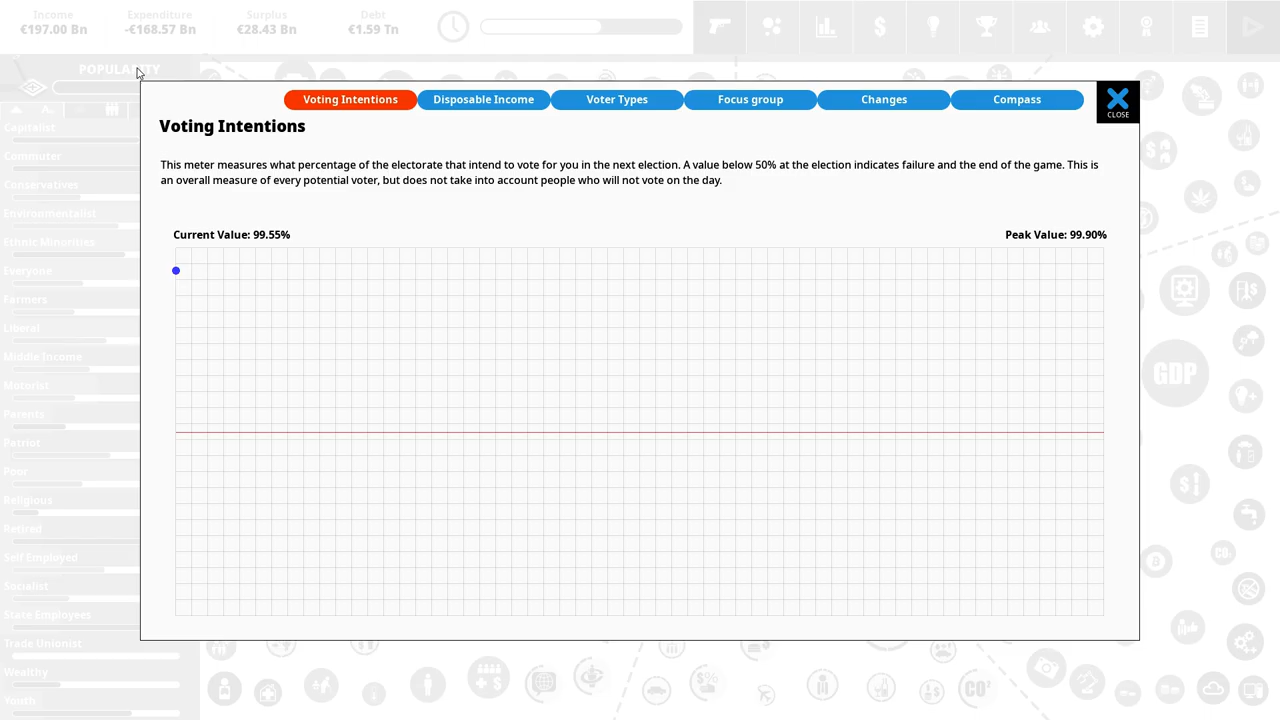 Income
Expenditure
Surplus
Debt
€197.00 Bn
-€168.57 Bn
€28.43 Bn
€1.59 Tn
POPULARITY
Voting Intentions
Disposable Income
Voter Types
Focus group
Changes
Compass
CLOSE
Voting Intentions
This meter measures what percentage of the electorate that intend to vote for you in the next election. A value below 50% at the election indicates failure and the end of the game. This is
an overall measure of every potential voter, but does not take into account people who will not vote on the day.
Current Value: 99.55%
Peak Value: 99.90%
Capitalist
Commuter
Conservatives
Environmentalist
Ethnic Minorities
Everyone
Farmers
Liberal
Middle Income
Motorist
Parents
Patriot
Poor
Religious
Retired
Self Employed
Socialist
State Employees
Trade Unionist
Wealthy
Youth
GDP